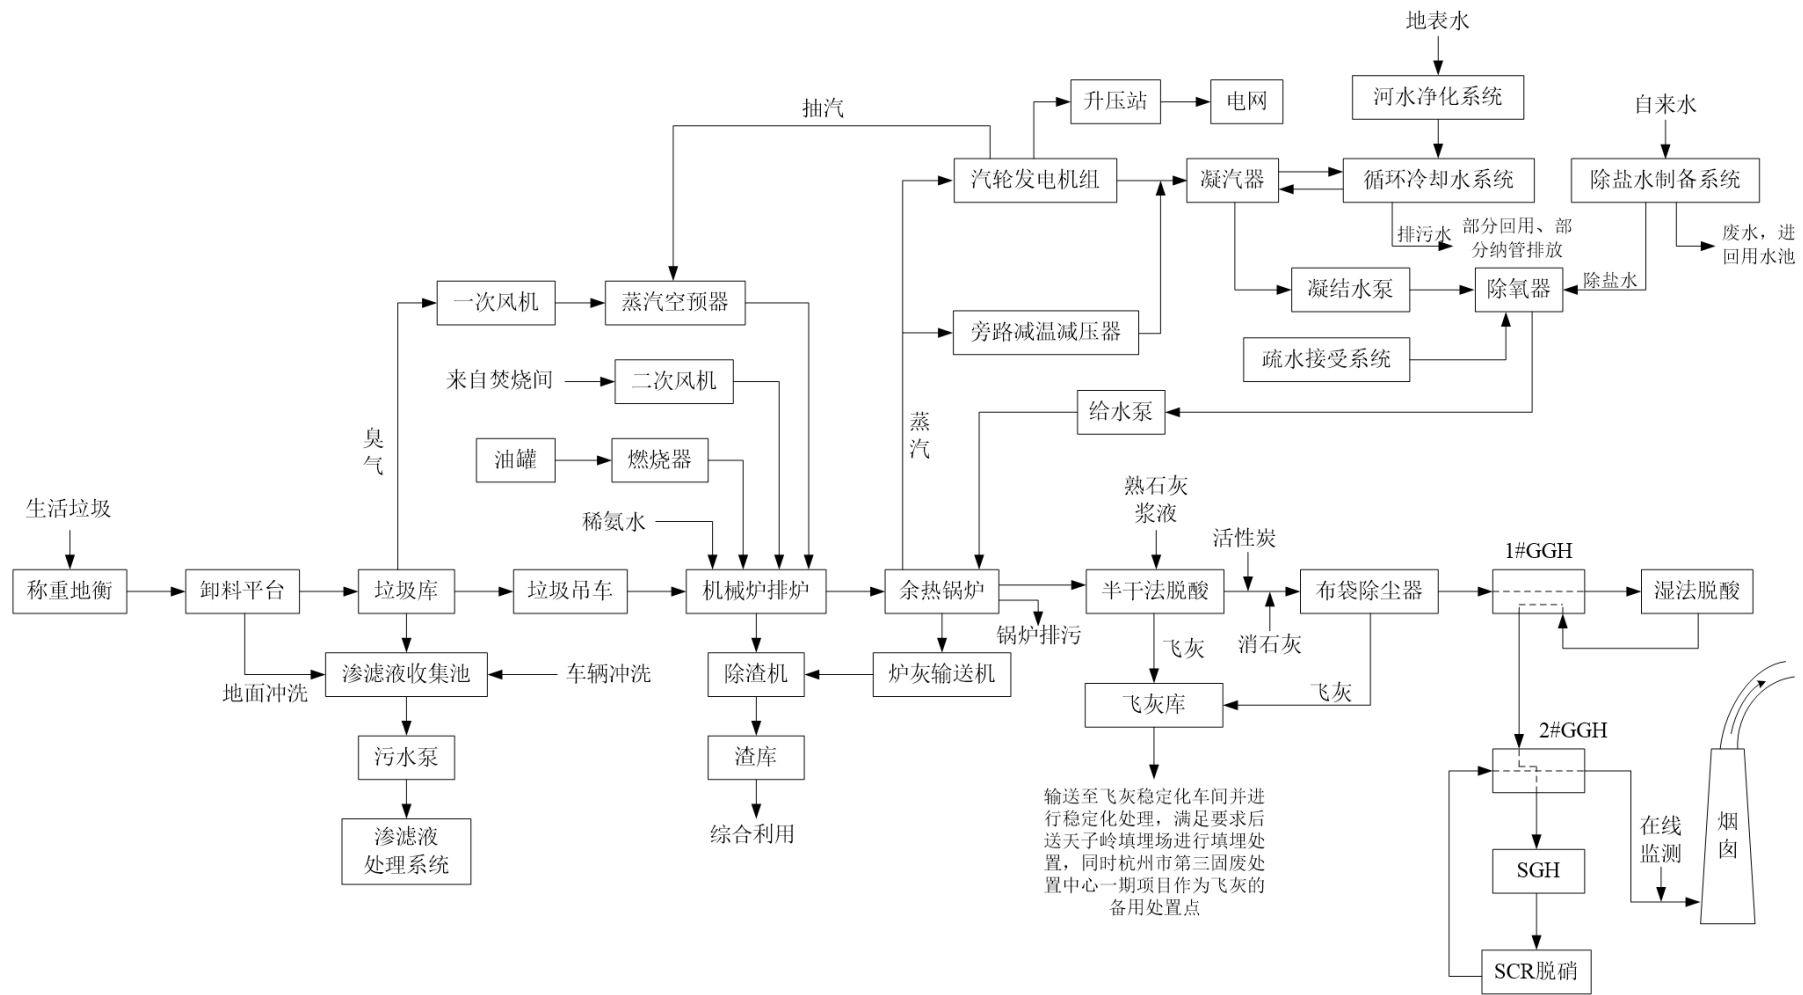 地表水
升压站
电网
河水净化系统
自来水
抽汽
汽轮发电机组
凝汽器
循环冷却水系统
除盐水制备系统
排污水
部分回用、部
分纳管排放
废水，进
回用水池
一次风机
蒸汽空预器
凝结水泵
除氧器
除盐水
旁路减温减压器
疏水接受系统
来自焚烧间
二次风机
给水泵
臭
气
蒸
汽
油罐
燃烧器
生活垃圾
稀氨水
熟石灰
浆液
活性炭
1#GGH
称重地衡
卸料平台
垃圾库
垃圾吊车
机械炉排炉
余热锅炉
半干法脱酸
布袋除尘器
湿法脱酸
锅炉排污
消石灰
飞灰
地面冲洗
渗滤液收集池
车辆冲洗
除渣机
炉灰输送机
飞灰库
飞灰
2#GGH
污水泵
渣库
输送至飞灰稳定化车间并进
行稳定化处理，满足要求后
送天子岭填埋场进行填埋处
置，同时杭州市第三固废处
置中心一期项目作为飞灰的
备用处置点
渗滤液
处理系统
综合利用
SGH
在线
监测
烟
囱
SCR脱硝